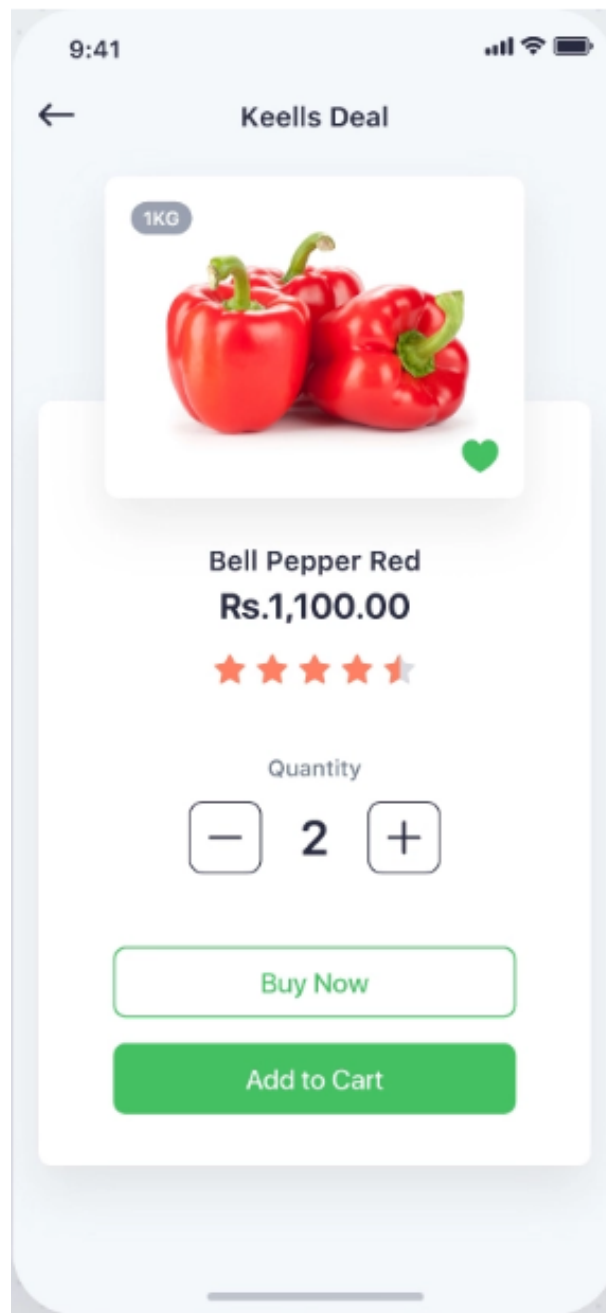 9:41
Keells Deal
1KG
Bell Pepper Red
Rs.1,100.00
Quantity
2
Buy Now
Add to Cart